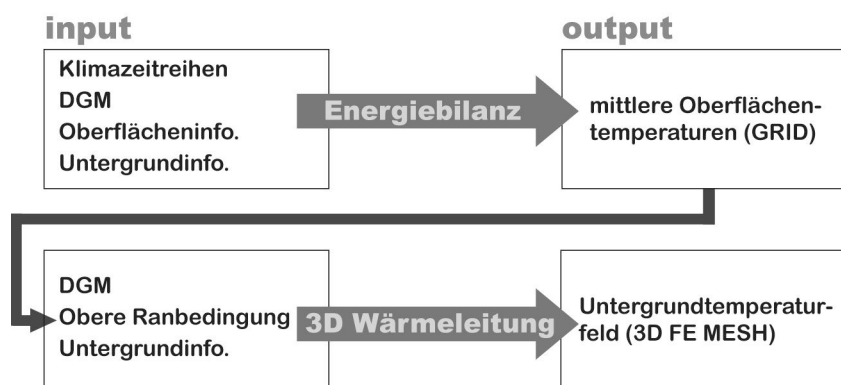 input
output
Klimazeitreihen
DGM
Oberflächeninfo.
Untergrundinfo.
Energiebilanz
mittlere Oberflächen-
temperaturen (GRID)
DGM
Obere Ranbedingung
Untergrundinfo.
3D Wärmeleitung
Untergrundtemperatur-
feld (3D FE MESH)